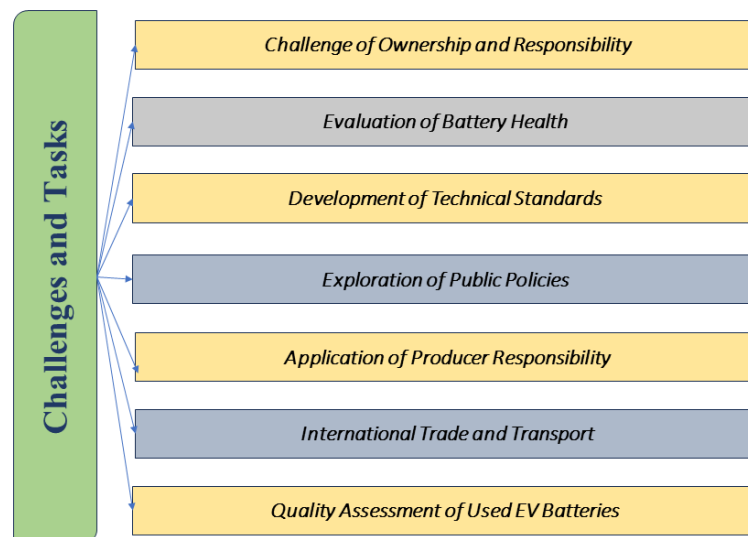 Challenges and Tasks
Challenge of Ownership and Responsibility
Evaluation of Battery Health
Development of Technical Standards
Exploration of Public Policies
Application of Producer Responsibility
International Trade and Transport
Quality Assessment of Used EV Batteries